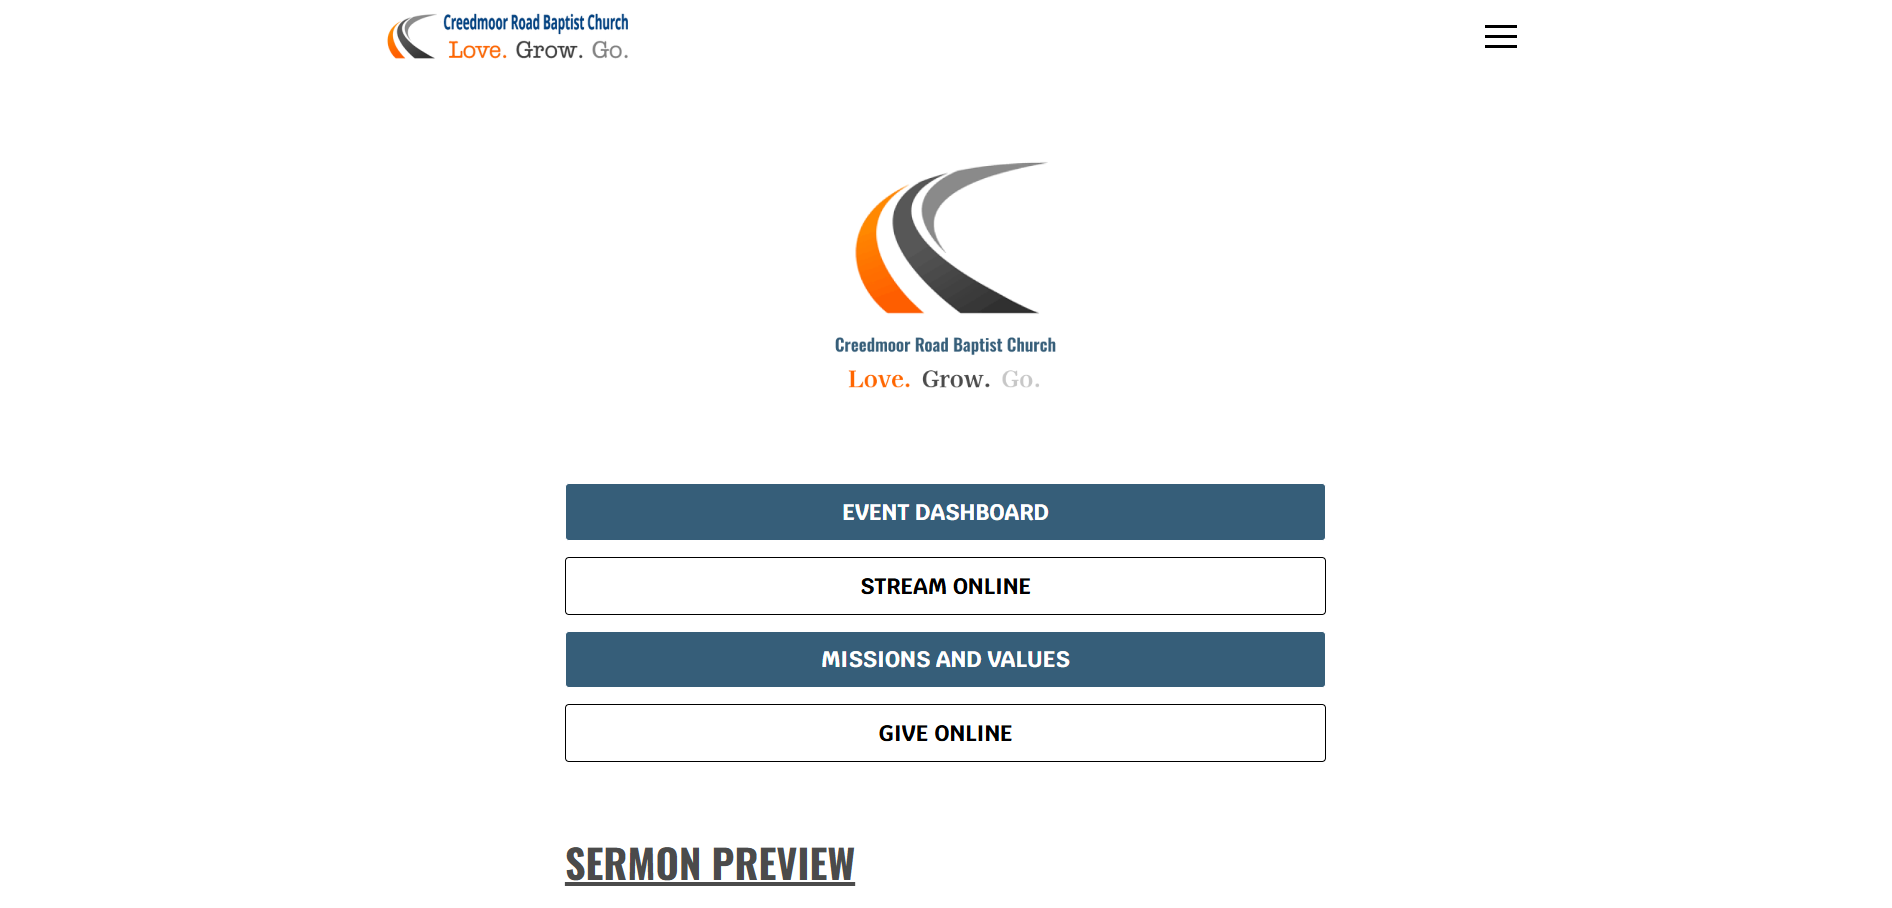 Creedmoor Road Baptist Church
Love. Grow. Go.
Creedmoor Road Baptist Church
Love. Grow. Go.
EVENT DASHBOARD
STREAM ONLINE
MISSIONS AND VALUES
GIVE ONLINE
SERMON PREVIEW